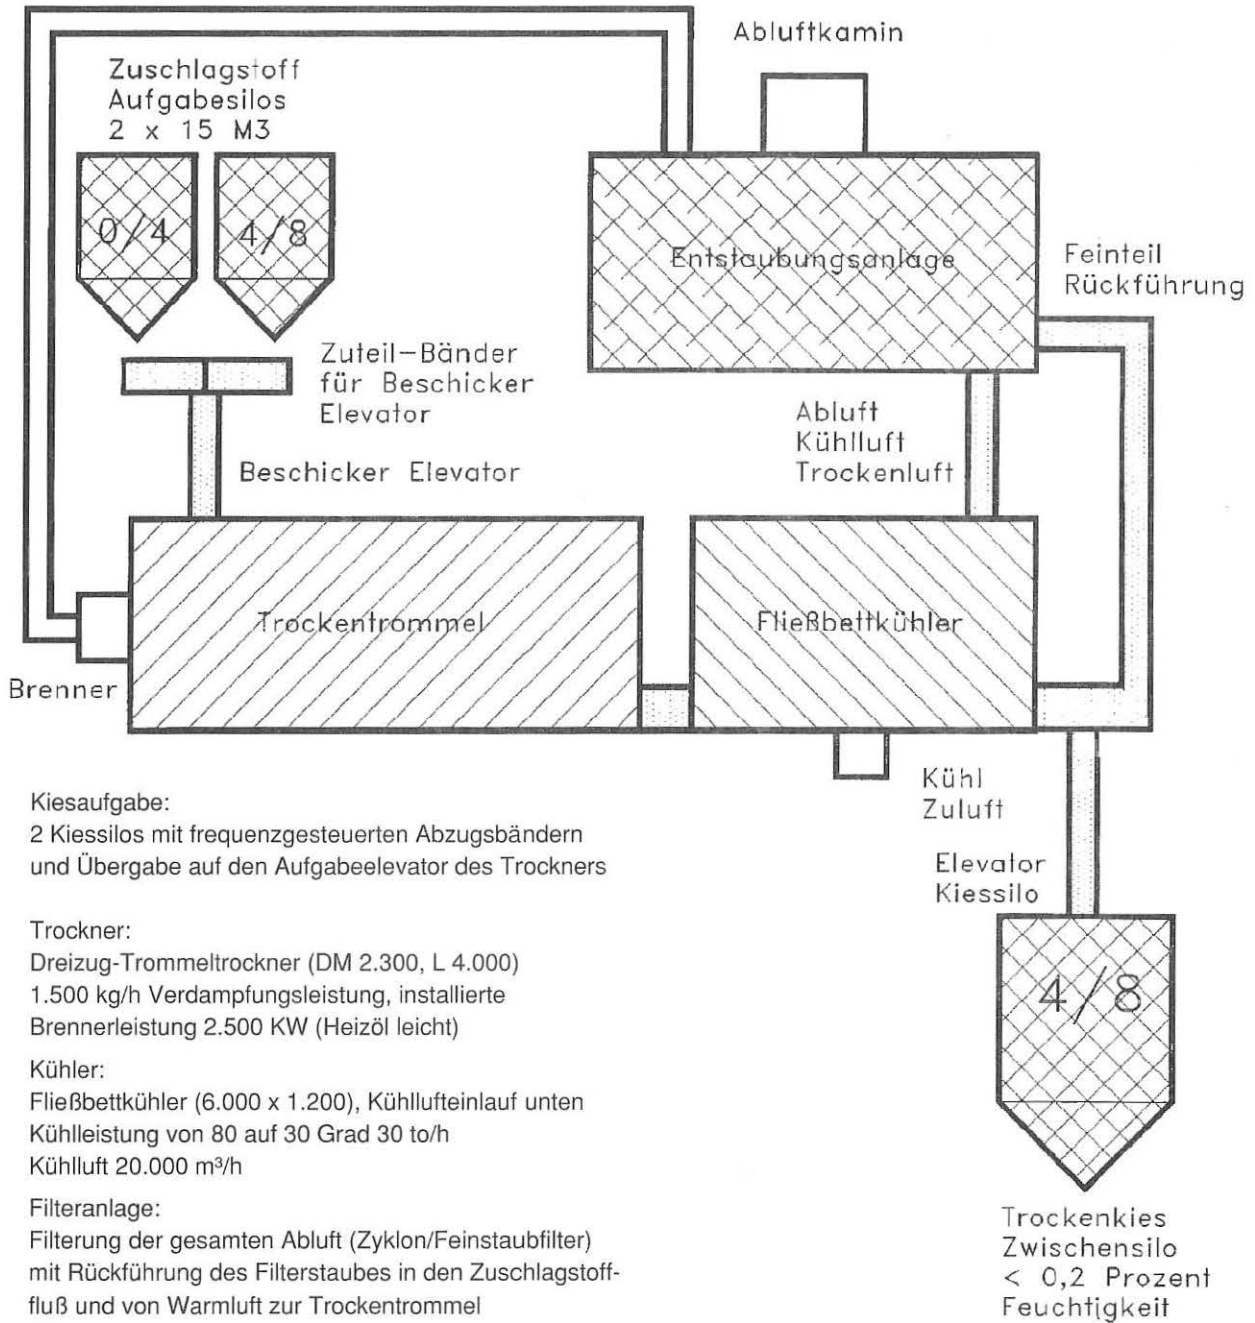 Abluftkamin
Zuschlagstoff
Aufgabesilos
2 x 15 M3
0/4
4/8
Entstaubungsanlage
Feinteil
Rückführung
Zuteil-Bänder
für Beschicker
Elevator
Abluft
Kühlluft
Trockenluft
Beschicker Elevator
Trockentrommel
Fließbettkühler
Brenner
Kühl
Zuluft
Elevator
Kiessilo
4/8
Trockenkies
Zwischensilo
< 0,2 Prozent
Feuchtigkeit
Kiesaufgabe:
2 Kiessilos mit frequenzgesteuerten Abzugsbändern
und Übergabe auf den Aufgabeelevator des Trockners
Trockner:
Dreizug-Trommeltrockner (DM 2.300, L 4.000)
1.500 kg/h Verdampfungsleistung, installierte
Brennerleistung 2.500 KW (Heizöl leicht)
Kühler:
Fließbettkühler (6.000 x 1.200), Kühllufteinlauf unten
Kühlleistung von 80 auf 30 Grad 30 to/h
Kühlluft 20.000 m³/h
Filteranlage:
Filterung der gesamten Abluft (Zyklon/Feinstaubfilter)
mit Rückführung des Filterstaubes in den Zuschlagstoff-
fluß und von Warmluft zur Trockentrommel